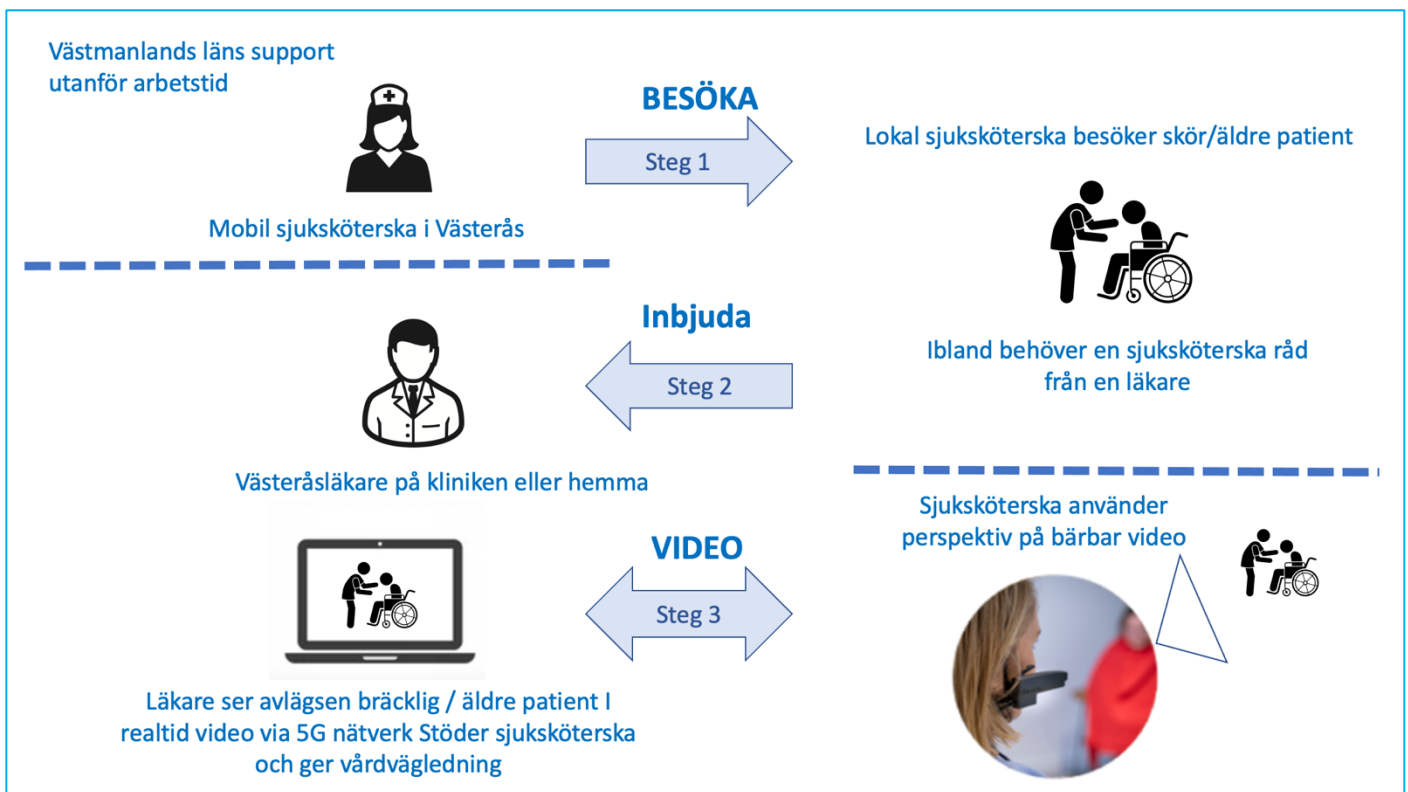 Västmanlands läns support
utanför arbetstid
BESÖKA
Steg 1
Mobil sjuksköterska i Västerås
Lokal sjuksköterska besöker skör/äldre patient
Ibland behöver en sjuksköterska råd
från en läkare
Inbjuda
Steg 2
Västeråsläkare på kliniken eller hemma
Sjuksköterska använder
perspektiv på bärbar video
VIDEO
Steg 3
Läkare ser avlägsen bräcklig / äldre patient I
realtid video via 5G nätverk Stöder sjuksköterska
och ger vårdvägledning